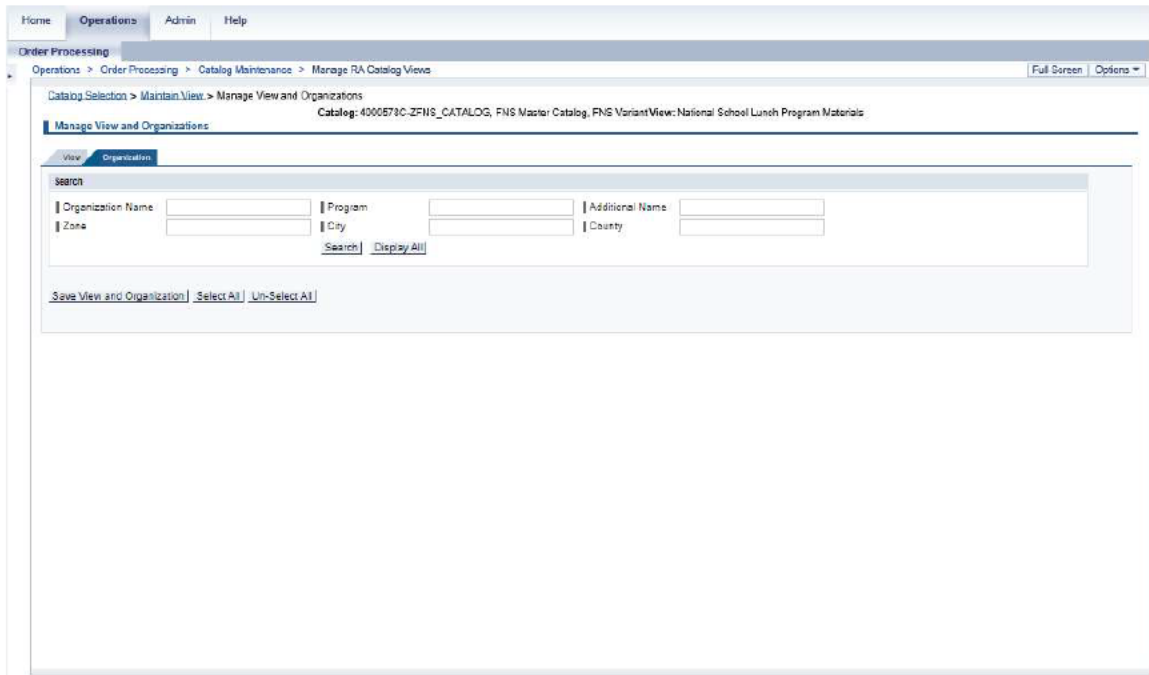 Home Operations Admin Help
Order Processing
Operations > Order Processing > Catalog Maintenance > Manage RA Catalog Views Full Screen Options
Catalog Selection > Maintain View > Manage View and Organizations
Catalog: 4000578C-ZFNS_CATALOG, FNS Master Catalog, FNS Variant View: National School Lunch Program Materials
Manage View and Organizations
View Organization
Search
Organization Name Program Additional Name
Zone City County
Search Display All
Save View and Organization Select All Un-Select All